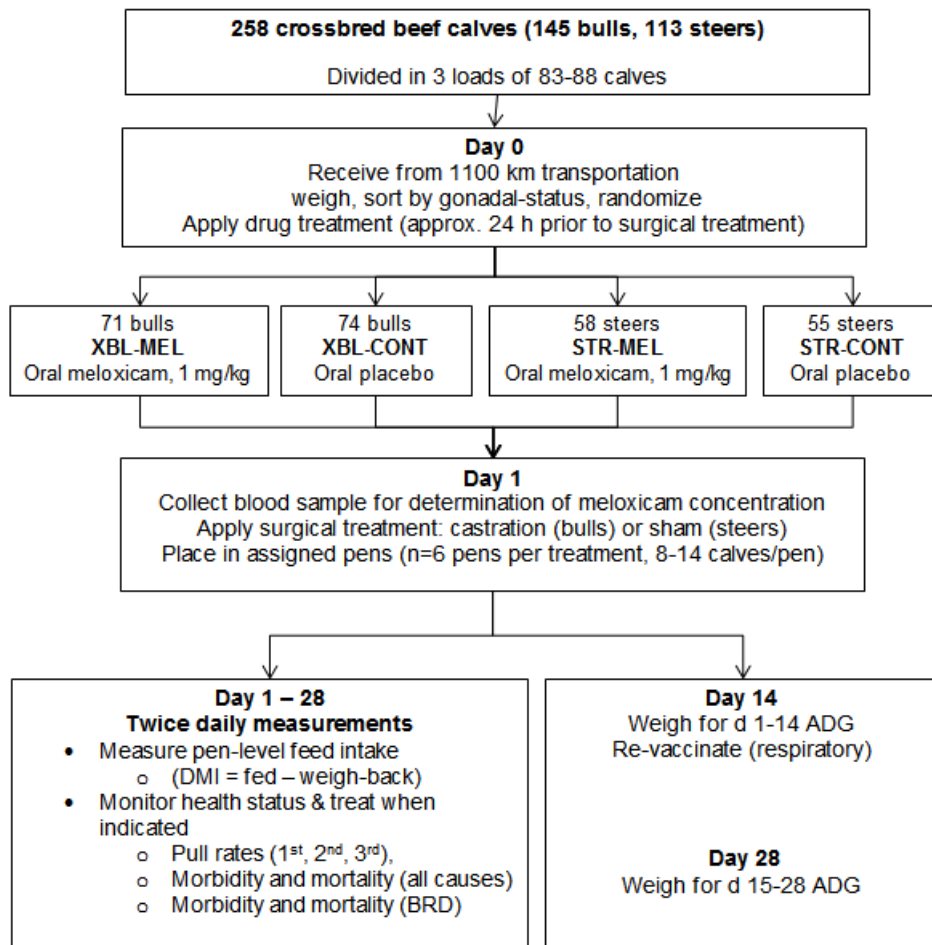 258 crossbred beef calves (145 bulls, 113 steers)
Divided in 3 loads of 83-88 calves
Day 0
Receive from 1100 km transportation
weigh, sort by gonadal-status, randomize
Apply drug treatment (approx. 24 h prior to surgical treatment)
71 bulls
XBL-MEL
Oral meloxicam, 1 mg/kg
74 bulls
XBL-CONT
Oral placebo
58 steers
STR-MEL
Oral meloxicam, 1 mg/kg
55 steers
STR-CONT
Oral placebo
Day 1
Collect blood sample for determination of meloxicam concentration
Apply surgical treatment: castration (bulls) or sham (steers)
Place in assigned pens (n=6 pens per treatment, 8-14 calves/pen)
Day 1 – 28
Twice daily measurements
• Measure pen-level feed intake
o (DMI = fed – weigh-back)
• Monitor health status & treat when
indicated
o Pull rates (1st, 2nd, 3rd),
o Morbidity and mortality (all causes)
o Morbidity and mortality (BRD)
Day 14
Weigh for d 1-14 ADG
Re-vaccinate (respiratory)
Day 28
Weigh for d 15-28 ADG